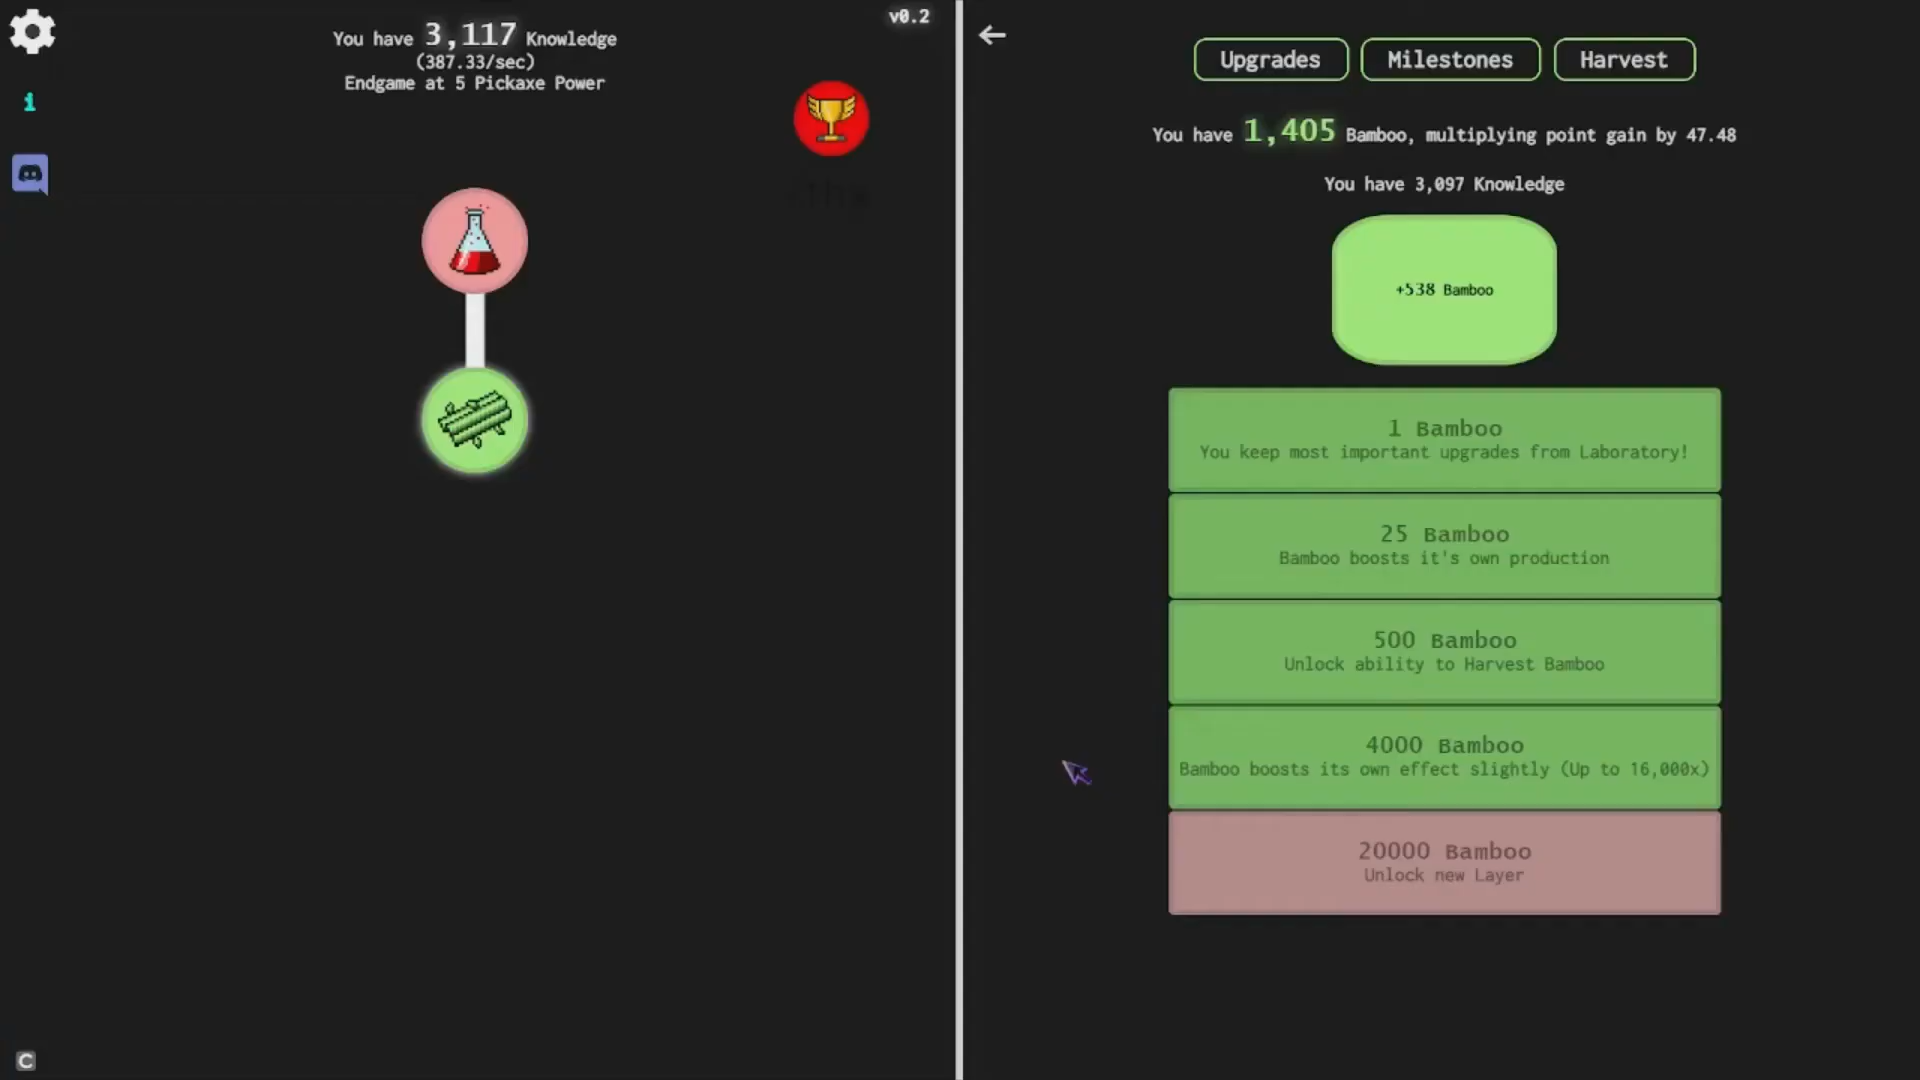 You have 3,117 Knowledge
(387.33/sec)
Endgame at 5 Pickaxe Power
v0.2
i
C
Upgrades
Milestones
Harvest
You have 1,405 Bamboo, multiplying point gain by 47.48
You have 3,097 Knowledge
+538 Bamboo
1 Bamboo
You keep most important upgrades from Laboratory!
25 Bamboo
Bamboo boosts it's own production
500 Bamboo
Unlock ability to Harvest Bamboo
4000 Bamboo
Bamboo boosts its own effect slightly (Up to 16,000x)
20000 Bamboo
Unlock new Layer